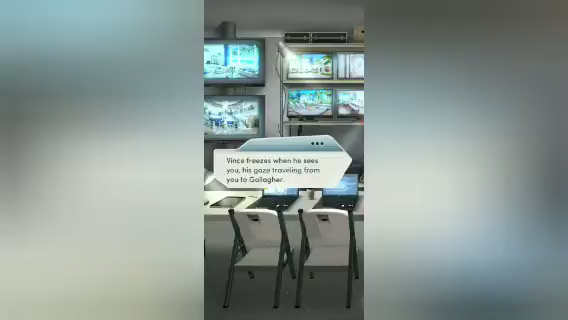 Vince freezes when he sees
you, his gaze traveling from
you to Gallagher.